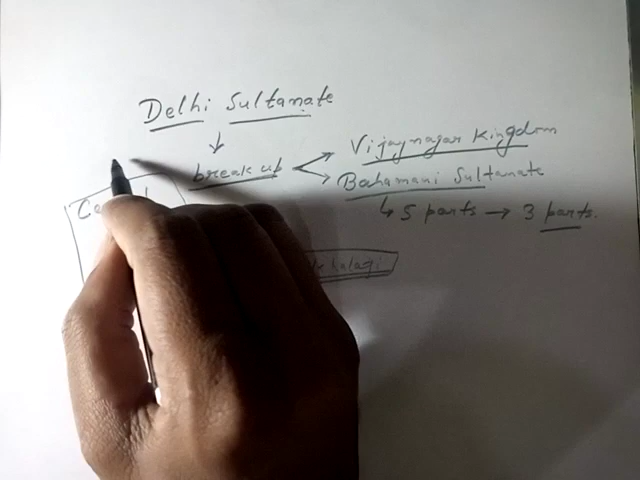 Delhi Sultanate
↓
break up
Vijaynagar Kingdom
Bahamani Sultanate
↳ 5 parts → 3 parts.